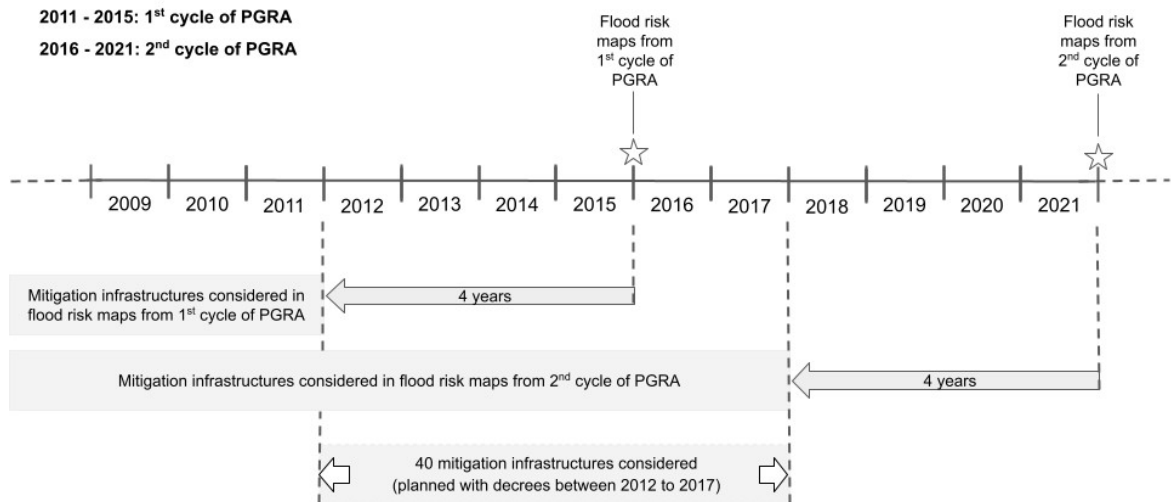 2011 - 2015: 1st cycle of PGRA
2016 - 2021: 2nd cycle of PGRA
Flood risk
maps from
1st cycle of
PGRA
Flood risk
maps from
2nd cycle of
PGRA
2009 2010 2011 2012 2013 2014 2015 2016 2017 2018 2019 2020 2021
Mitigation infrastructures considered in
flood risk maps from 1st cycle of PGRA
4 years
Mitigation infrastructures considered in flood risk maps from 2nd cycle of PGRA
4 years
40 mitigation infrastructures considered
(planned with decrees between 2012 to 2017)